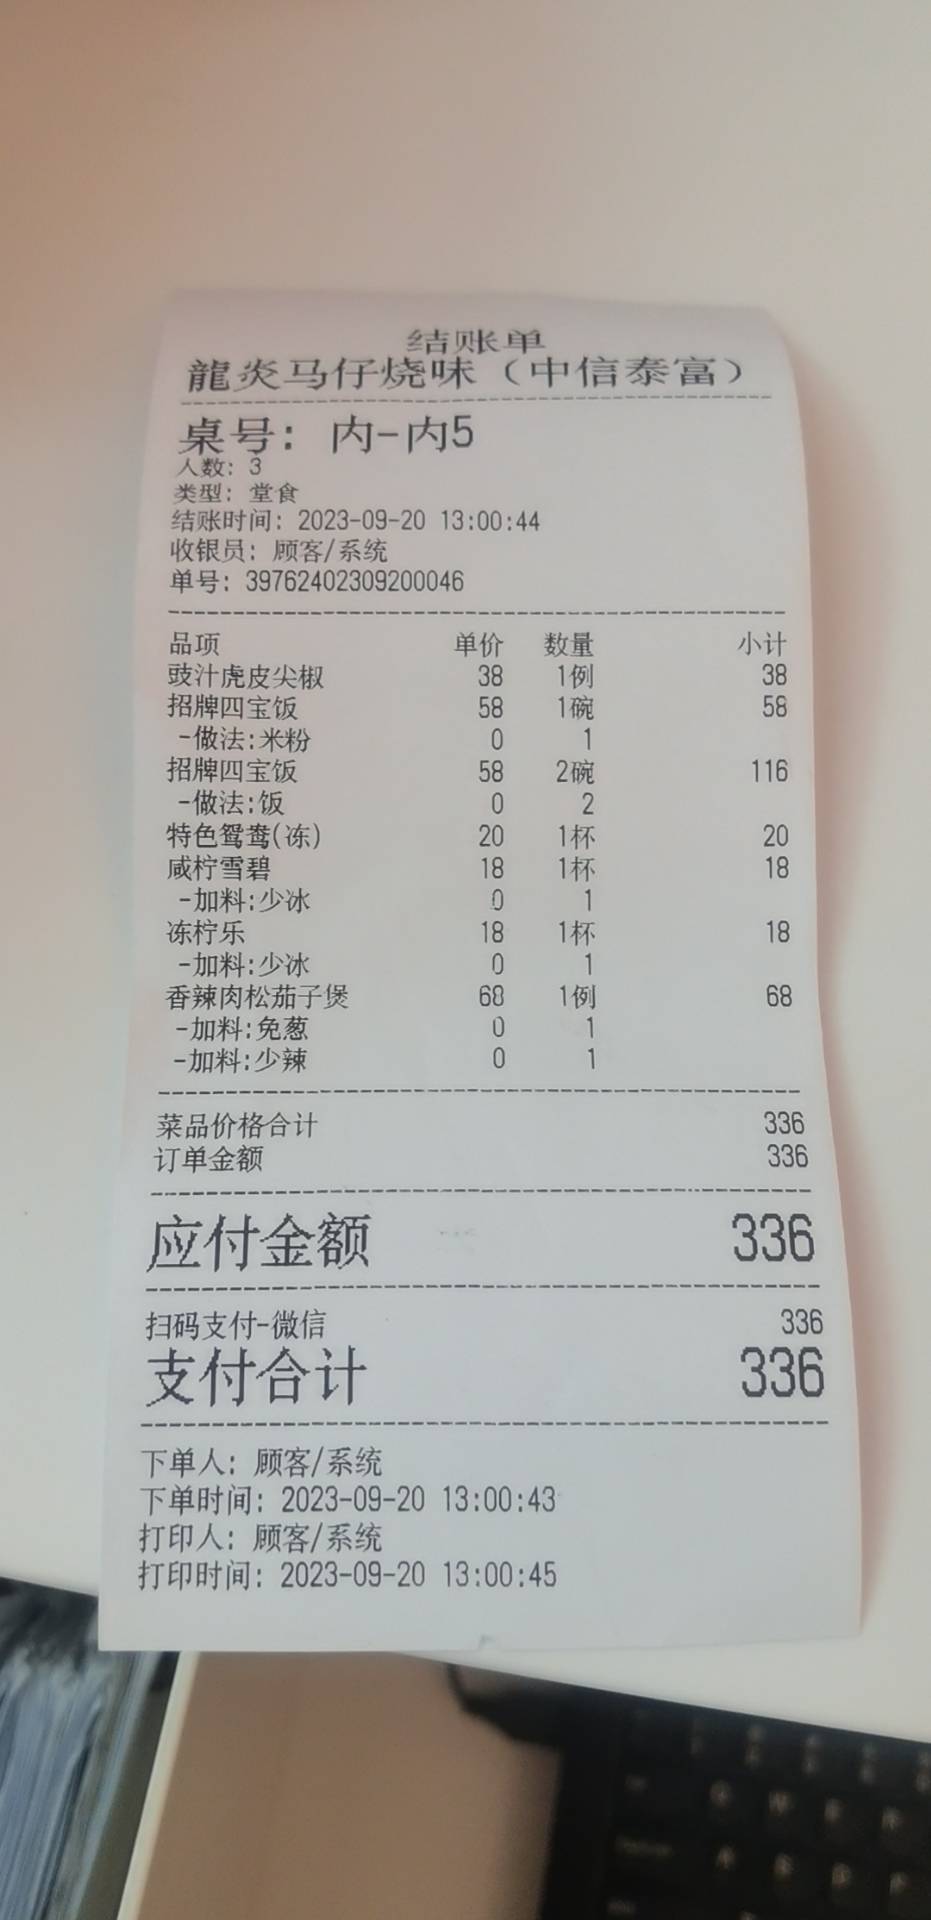 结账单
龍炎马仔烧味（中信泰富）
桌号: 内-内5
人数: 3
类型: 堂食
结账时间: 2023-09-20 13:00:44
收银员: 顾客/系统
单号: 39762402309200046
品项 单价 数量 小计
豉汁虎皮尖椒 38 1例 38
招牌四宝饭 58 1碗 58
-做法:米粉 0 1
招牌四宝饭 58 2碗 116
-做法:饭 0 2
特色鸳鸯(冻) 20 1杯 20
咸柠雪碧 18 1杯 18
-加料:少冰 0 1
冻柠乐 18 1杯 18
-加料:少冰 0 1
香辣肉松茄子煲 68 1例 68
-加料:免葱 0 1
-加料:少辣 0 1
菜品价格合计 336
订单金额 336
应付金额 336
扫码支付-微信 336
支付合计 336
下单人: 顾客/系统
下单时间: 2023-09-20 13:00:43
打印人: 顾客/系统
打印时间: 2023-09-20 13:00:45